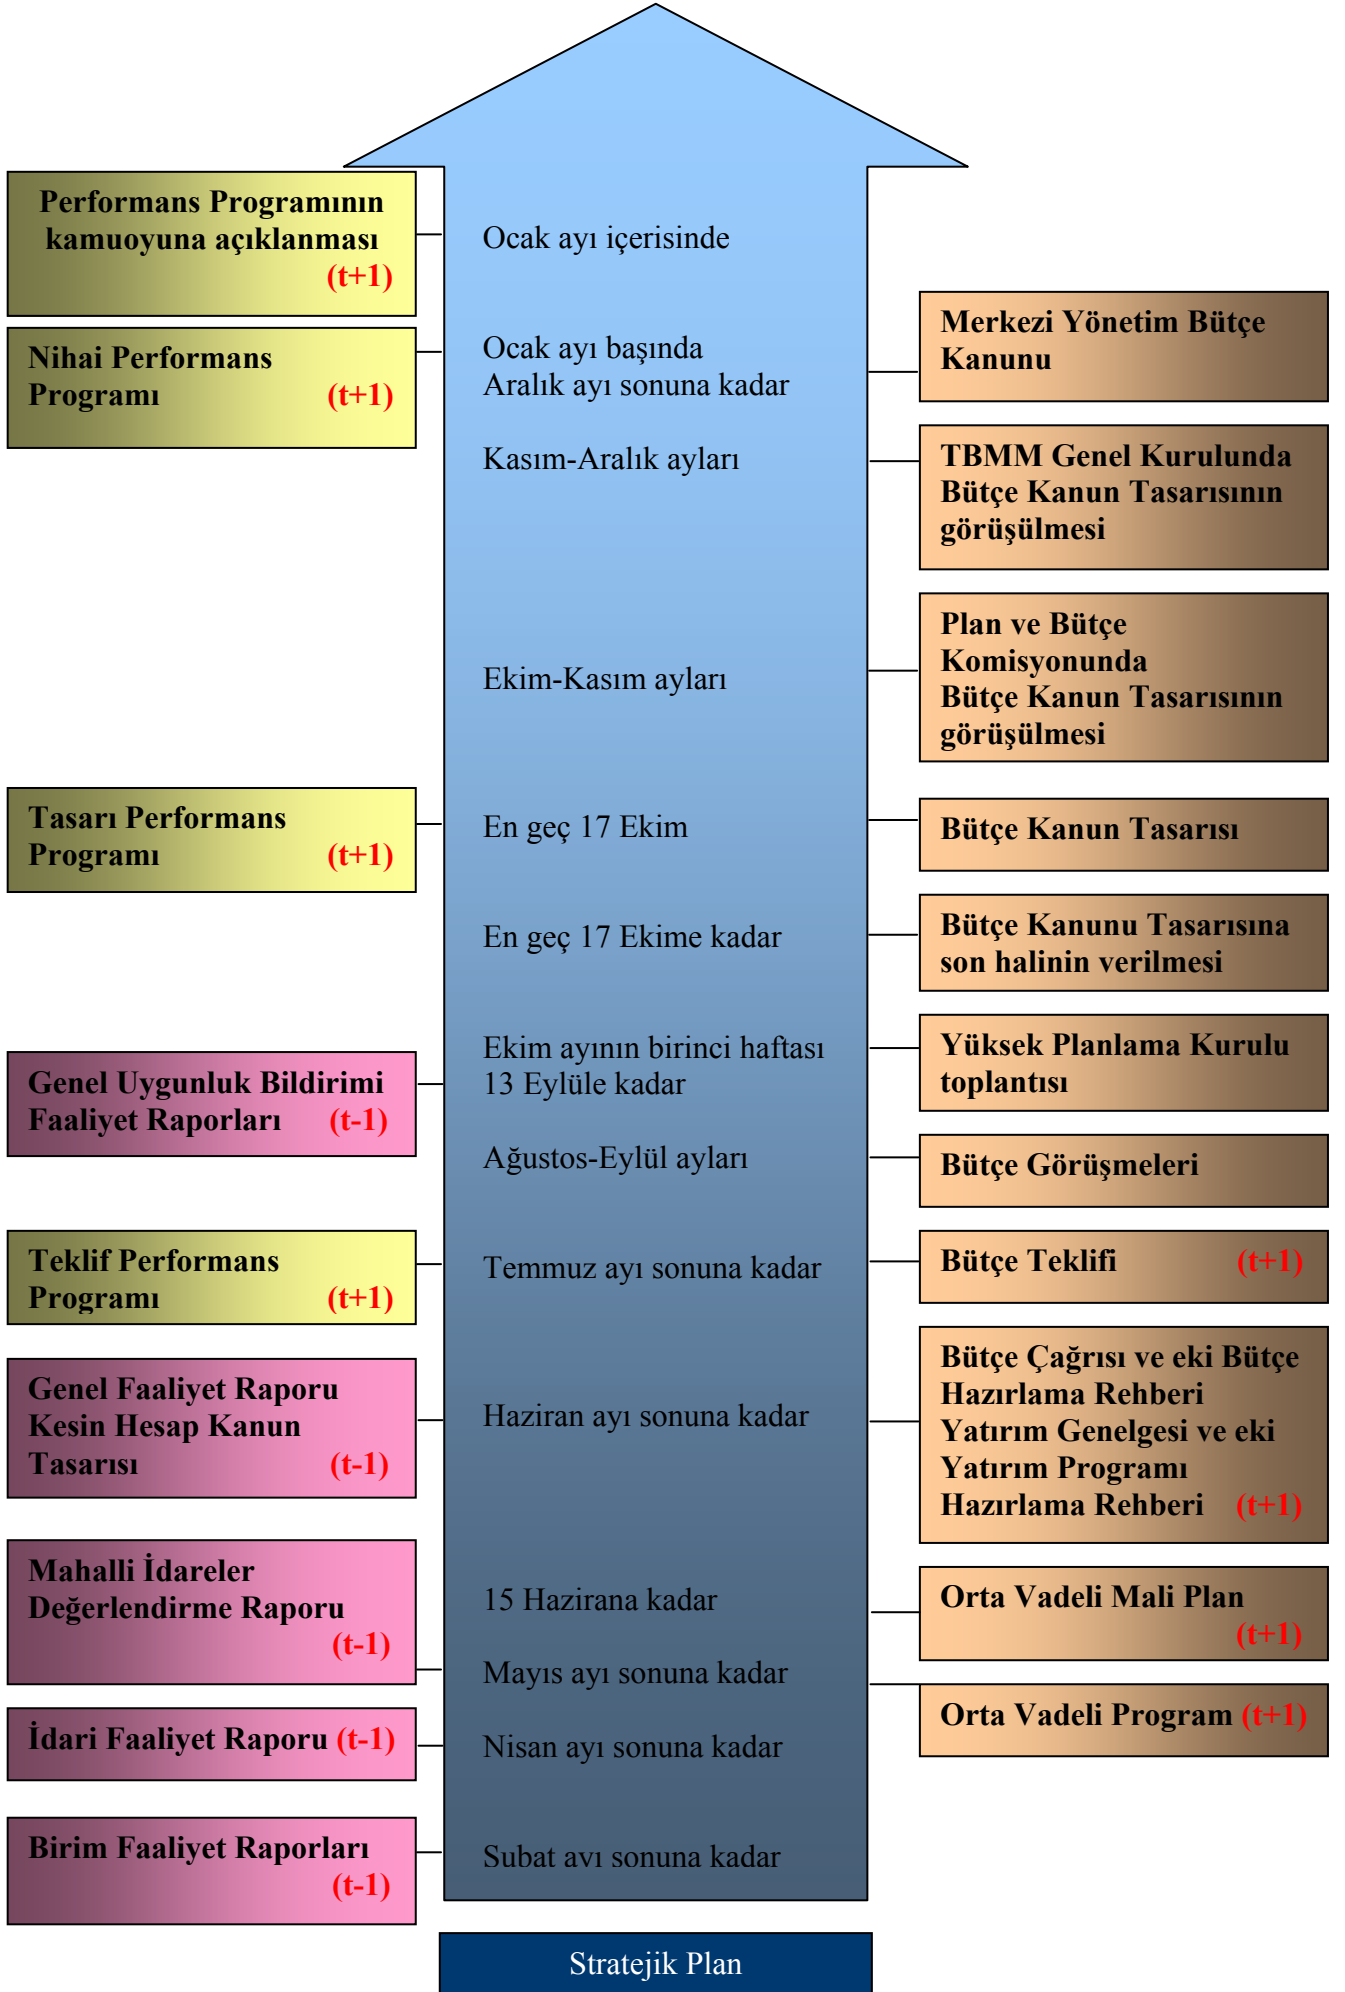 Performans Programının
kamuoyuna açıklanması
(t+1)
Nihai Performans
Programı (t+1)
Tasarı Performans
Programı (t+1)
Genel Uygunluk Bildirimi
Faaliyet Raporları (t-1)
Teklif Performans
Programı (t+1)
Genel Faaliyet Raporu
Kesin Hesap Kanun
Tasarısı (t-1)
Mahalli İdareler
Değerlendirme Raporu
(t-1)
İdari Faaliyet Raporu (t-1)
Birim Faaliyet Raporları
(t-1)
Ocak ayı içerisinde
Ocak ayı başında
Aralık ayı sonuna kadar
Kasım-Aralık ayları
Ekim-Kasım ayları
En geç 17 Ekim
En geç 17 Ekime kadar
Ekim ayının birinci haftası
13 Eylüle kadar
Ağustos-Eylül ayları
Temmuz ayı sonuna kadar
Haziran ayı sonuna kadar
15 Hazirana kadar
Mayıs ayı sonuna kadar
Nisan ayı sonuna kadar
Şubat ayı sonuna kadar
Merkezi Yönetim Bütçe
Kanunu
TBMM Genel Kurulunda
Bütçe Kanun Tasarısının
görüşülmesi
Plan ve Bütçe
Komisyonunda
Bütçe Kanun Tasarısının
görüşülmesi
Bütçe Kanun Tasarısı
Bütçe Kanunu Tasarısına
son halinin verilmesi
Yüksek Planlama Kurulu
toplantısı
Bütçe Görüşmeleri
Bütçe Teklifi (t+1)
Bütçe Çağrısı ve eki Bütçe
Hazırlama Rehberi
Yatırım Genelgesi ve eki
Yatırım Programı
Hazırlama Rehberi (t+1)
Orta Vadeli Mali Plan
(t+1)
Orta Vadeli Program (t+1)
Stratejik Plan